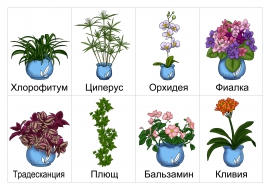 Хлорофитум
Циперус
Орхидея
Фиалка
Традесканция
Плющ
Бальзамин
Кливия